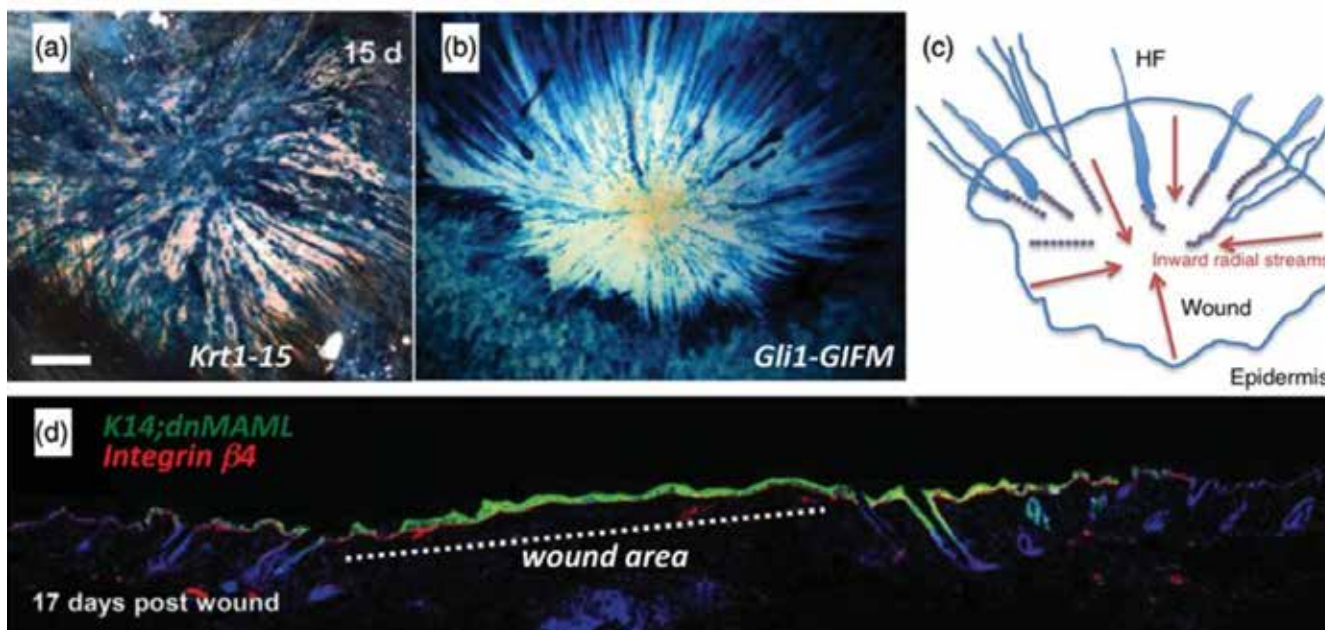 (a)
15 d
Krt1-15
(b)
Gli1-GIFM
(c)
HF
Inward radial streams
Wound
Epidermis
(d)
K14;dnMAML
Integrin β4
wound area
17 days post wound